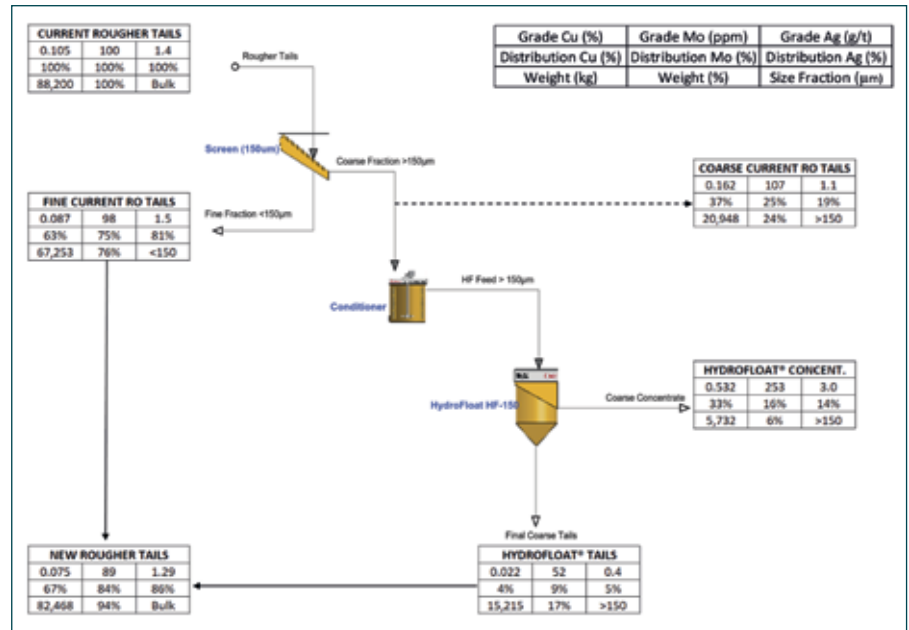 CURRENT ROUGHER TAILS
0.105 100 1.4
100% 100% 100%
88,200 100% Bulk
Grade Cu (%) Grade Mo (ppm) Grade Ag (g/t)
Distribution Cu (%) Distribution Mo (%) Distribution Ag (%)
Weight (kg) Weight (%) Size Fraction (µm)
Rougher Tails
Screen (150um)
Coarse Fraction >150µm
COARSE CURRENT RO TAILS
0.162 107 1.1
37% 25% 19%
20,948 24% >150
FINE CURRENT RO TAILS
0.087 98 1.5
63% 75% 81%
67,253 76% <150
Fine Fraction <150µm
HF Feed > 150µm
Conditioner
HYDROFLOAT® CONCENT.
0.532 253 3.0
33% 16% 14%
5,732 6% >150
HydroFloat HF-150
Coarse Concentrate
Final Coarse Tails
NEW ROUGHER TAILS
0.075 89 1.29
67% 84% 86%
82,468 94% Bulk
HYDROFLOAT® TAILS
0.022 52 0.4
4% 9% 5%
15,215 17% >150